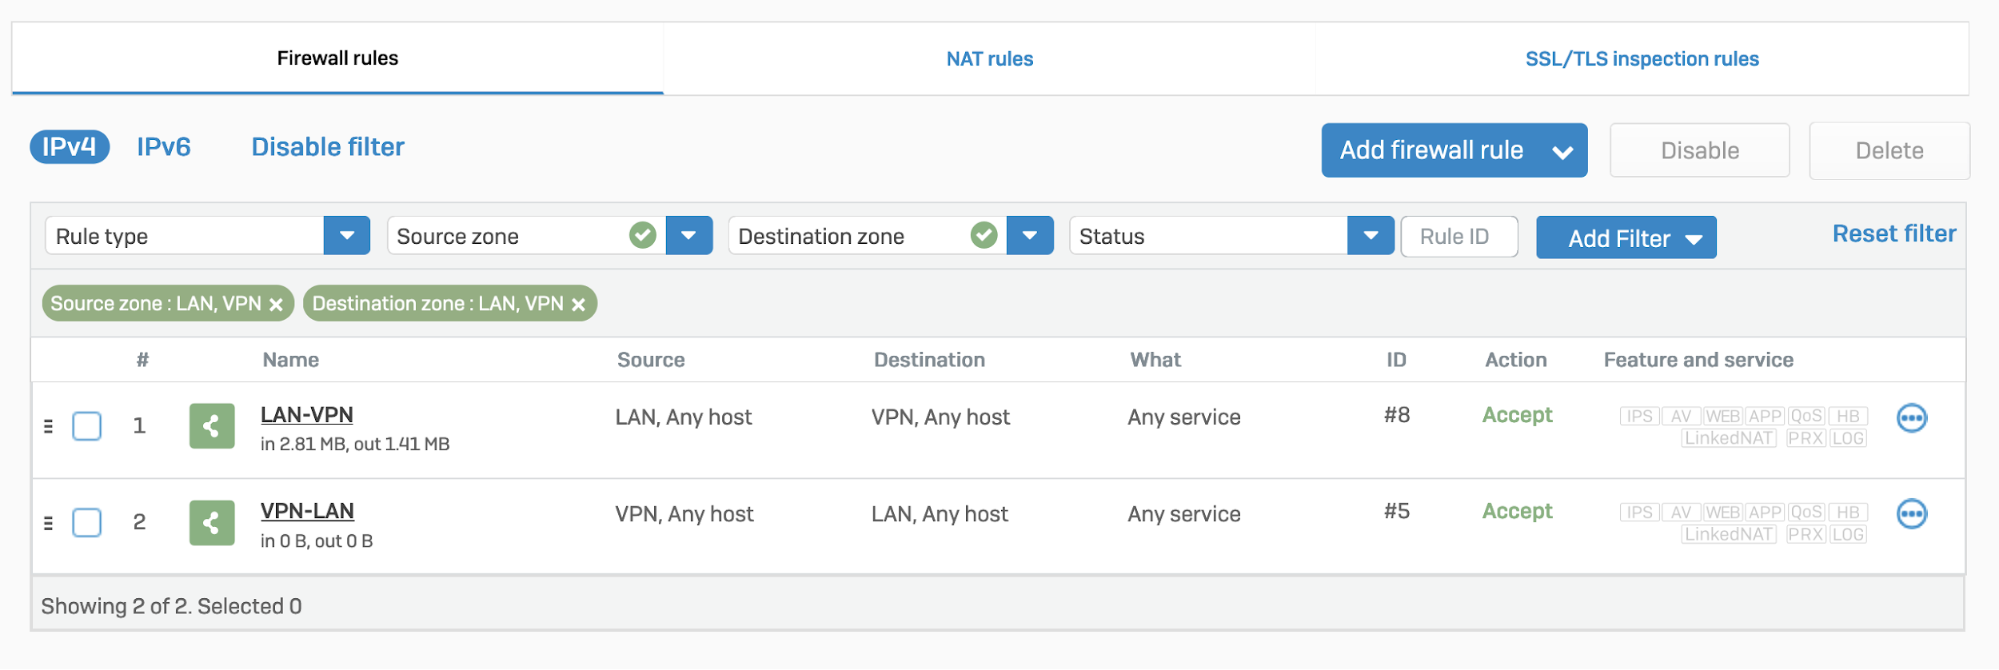 Firewall rules NAT rules SSL/TLS inspection rules
IPv4 IPv6 Disable filter Add firewall rule Disable Delete
Rule type Source zone Destination zone Status Rule ID Add Filter Reset filter
Source zone : LAN, VPN Destination zone : LAN, VPN
# Name Source Destination What ID Action Feature and service
1 LAN-VPN LAN, Any host VPN, Any host Any service #8 Accept IPS AV WEB APP QoS HB
in 2.81 MB, out 1.41 MB LinkedNAT PRX LOG
2 VPN-LAN VPN, Any host LAN, Any host Any service #5 Accept IPS AV WEB APP QoS HB
in 0 B, out 0 B LinkedNAT PRX LOG
Showing 2 of 2. Selected 0